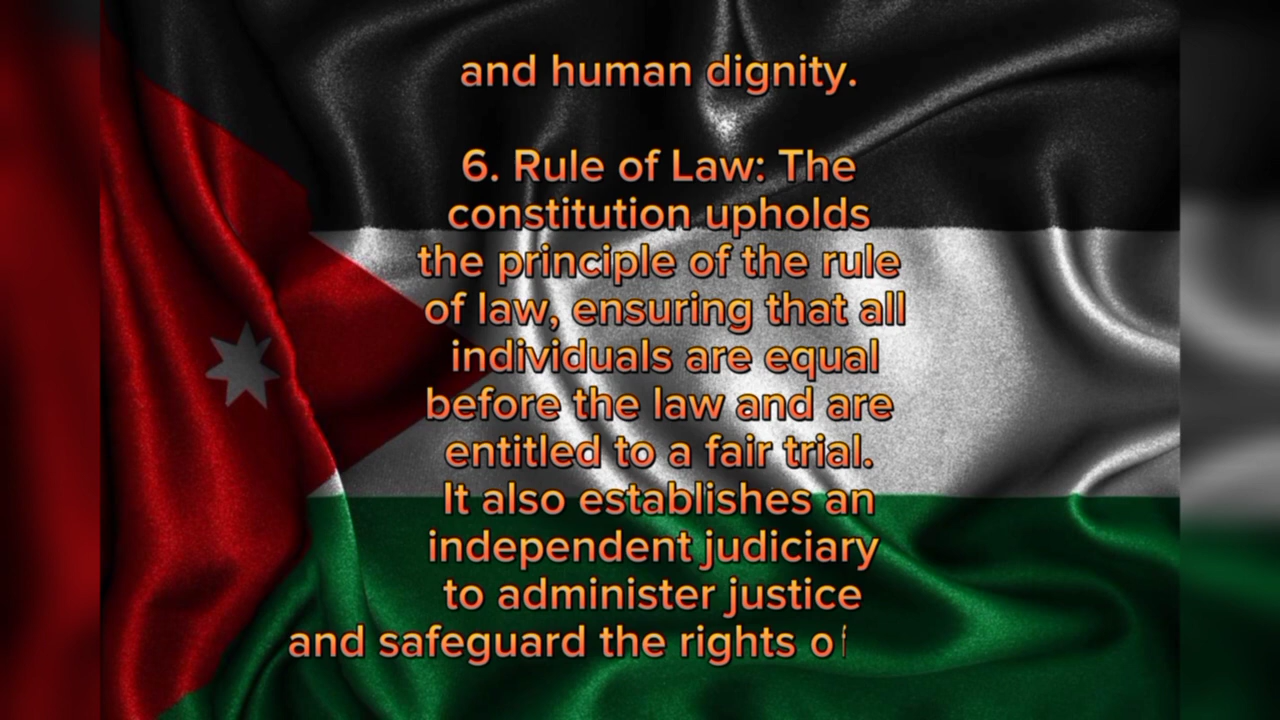 and human dignity.
6. Rule of Law: The
constitution upholds
the principle of the rule
of law, ensuring that all
individuals are equal
before the law and are
entitled to a fair trial.
It also establishes an
independent judiciary
to administer justice
and safeguard the rights of